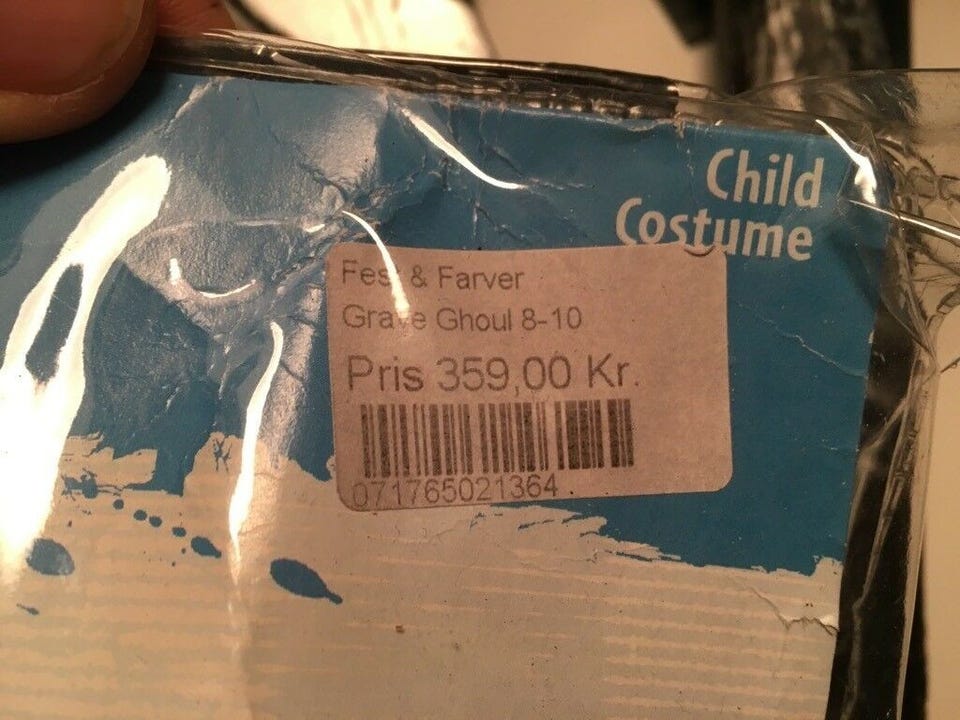 Child
Costume
Fest & Farver
Grave Ghoul 8-10
Pris 359,00 Kr.
071765021364